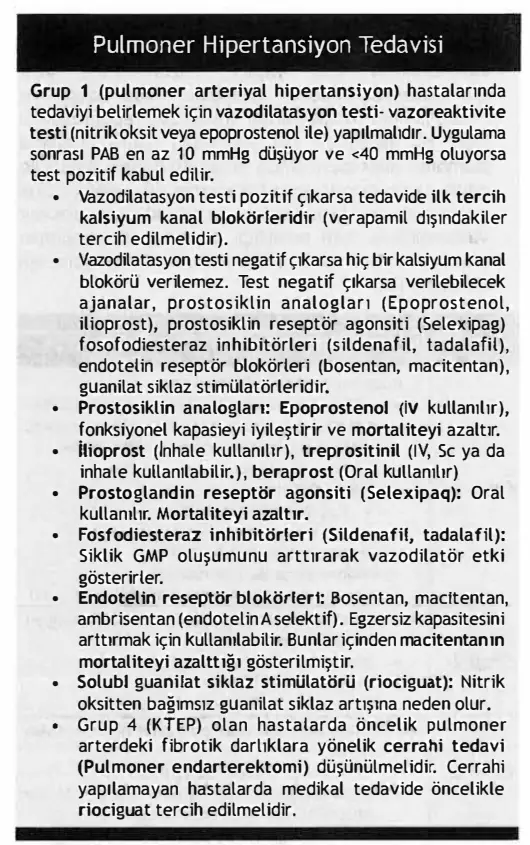 Pulmoner Hipertansiyon Tedavisi
Grup 1 (pulmoner arteriyal hipertansiyon) hastalarında
tedaviyi belirlemek için vazodilatasyon testi- vazoreaktivite
testi (nitrik oksit veya epoprostenol ile) yapılmalıdır. Uygulama
sonrası PAB en az 10 mmHg düşüyor ve <40 mmHg oluyorsa
test pozitif kabul edilir.
• Vazodilatasyon testi pozitif çıkarsa tedavide ilk tercih
kalsiyum kanal blokörleridir (verapamil dışındakiler
tercih edilmelidir).
• Vazodilatasyon testi negatif çıkarsa hiç bir kalsiyum kanal
blokörü verilemez. Test negatif çıkarsa verilebilecek
ajanalar, prostosiklin analogları (Epoprostenol,
ilioprost), prostosiklin reseptör agonsiti (Selexipag)
fosofodiesteraz inhibitörleri (sildenafil, tadalafil),
endotelin reseptör blokörleri (bosentan, macitentan),
guanilat siklaz stimülatörleridir.
• Prostosiklin analogları: Epoprostenol (İV kullanılır),
fonksiyonel kapasieyi iyileştirir ve mortaliteyi azaltır.
• İlioprost (İnhale kullanılır), treprositinil (IV, Sc ya da
inhale kullanılabilir.), beraprost (Oral kullanılır)
• Prostoglandin reseptör agonsiti (Selexipaq): Oral
kullanılır. Mortaliteyi azaltır.
• Fosfodiesteraz inhibitörleri (Sildenafil, tadalafil):
Siklik GMP oluşumunu arttırarak vazodilatör etki
gösterirler.
• Endotelin reseptör blokörleri: Bosentan, macitentan,
ambrisentan (endotelin A selektif). Egzersiz kapasitesini
arttırmak için kullanılabilir. Bunlar içinden macitentanın
mortaliteyi azalttığı gösterilmiştir.
• Solubl guanilat siklaz stimülatörü (riociguat): Nitrik
oksitten bağımsız guanilat siklaz artışına neden olur.
• Grup 4 (KTEP) olan hastalarda öncelik pulmoner
arterdeki fibrotik darlıklara yönelik cerrahi tedavi
(Pulmoner endarterektomi) düşünülmelidir. Cerrahi
yapılamayan hastalarda medikal tedavide öncelikle
riociguat tercih edilmelidir.